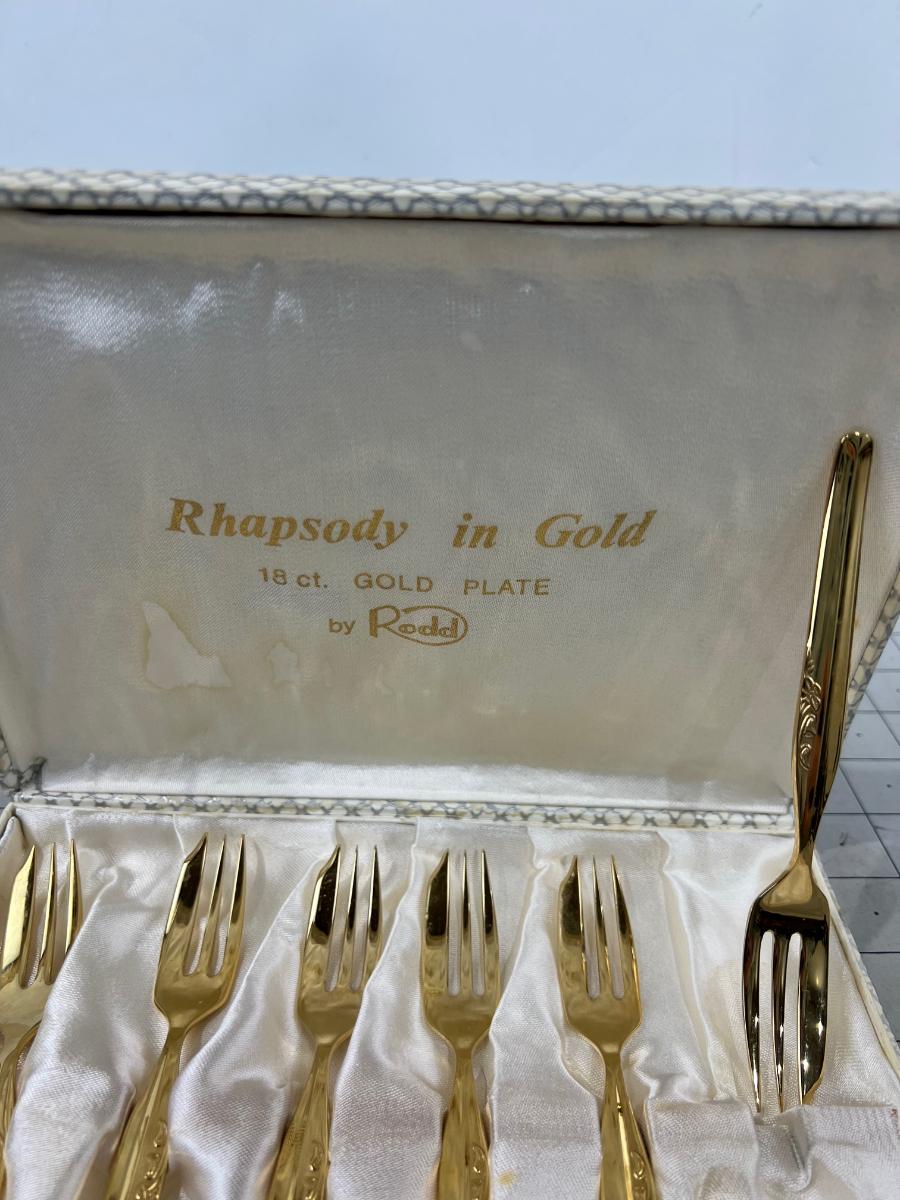 Rhapsody in Gold
18 ct. GOLD PLATE
by Rodd